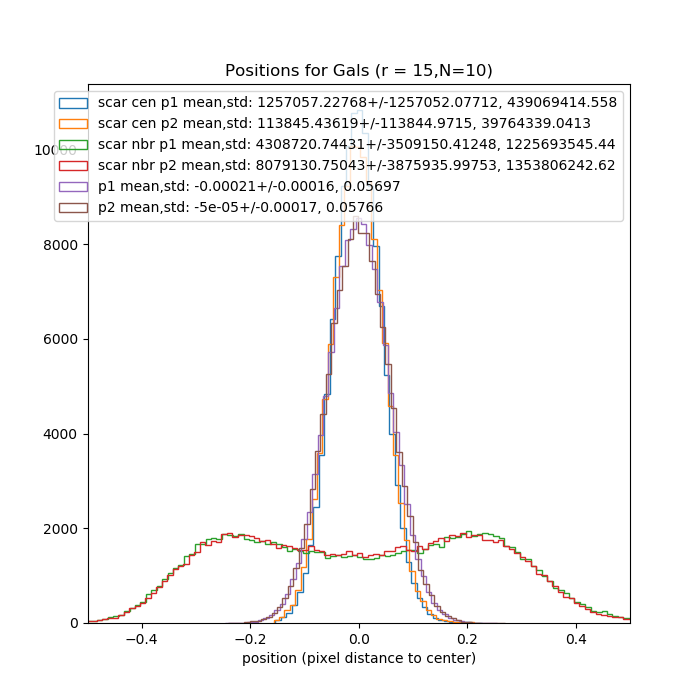 Positions for Gals (r = 15,N=10)
scar cen p1 mean,std: 1257057.22768+/-1257052.07712, 439069414.558
scar cen p2 mean,std: 113845.43619+/-113844.9715, 39764339.0413
scar nbr p1 mean,std: 4308720.74431+/-3509150.41248, 1225693545.44
scar nbr p2 mean,std: 8079130.75043+/-3875935.99753, 1353806242.62
p1 mean,std: -0.00021+/-0.00016, 0.05697
p2 mean,std: -5e-05+/-0.00017, 0.05766
10000
8000
6000
4000
2000
0
−0.4 −0.2 0.0 0.2 0.4
position (pixel distance to center)